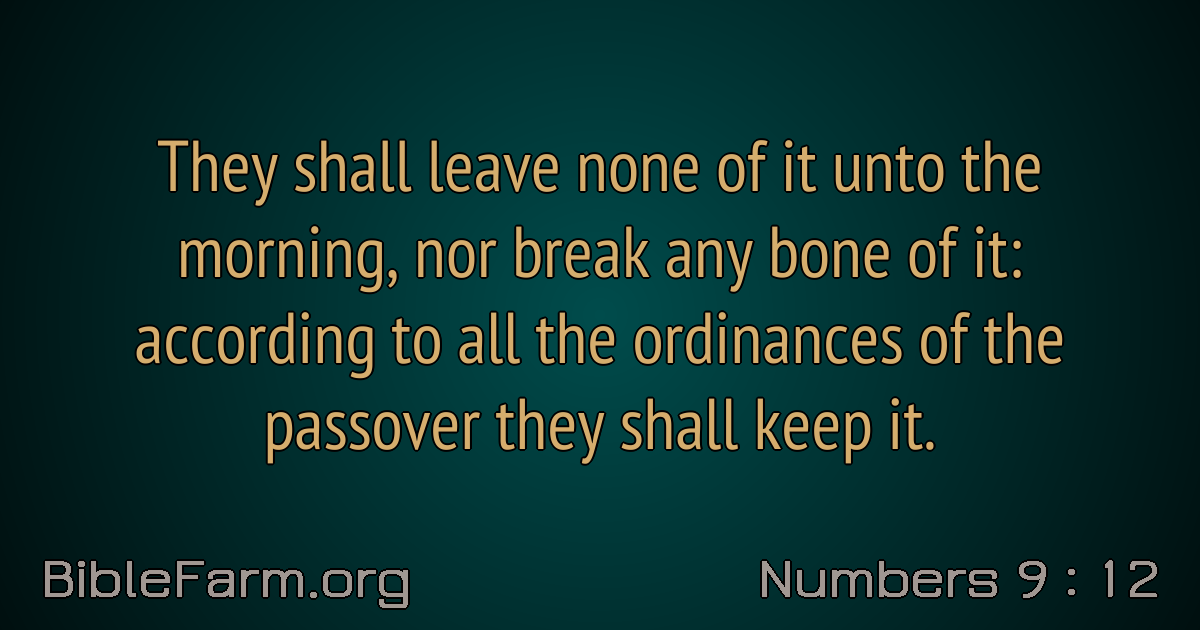 They shall leave none of it unto the
morning, nor break any bone of it:
according to all the ordinances of the
passover they shall keep it.
BibleFarm.org
Numbers 9 : 12